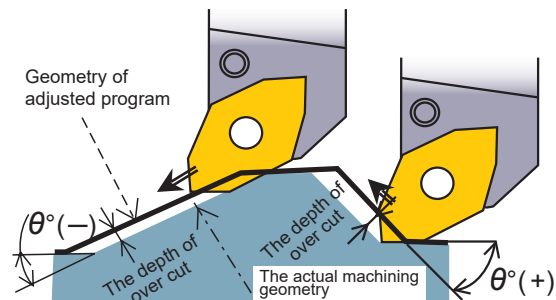 Geometry of
adjusted program
θ°(—)
The depth of
over cut
The depth of
over cut
The actual machining
geometry
θ°(+)